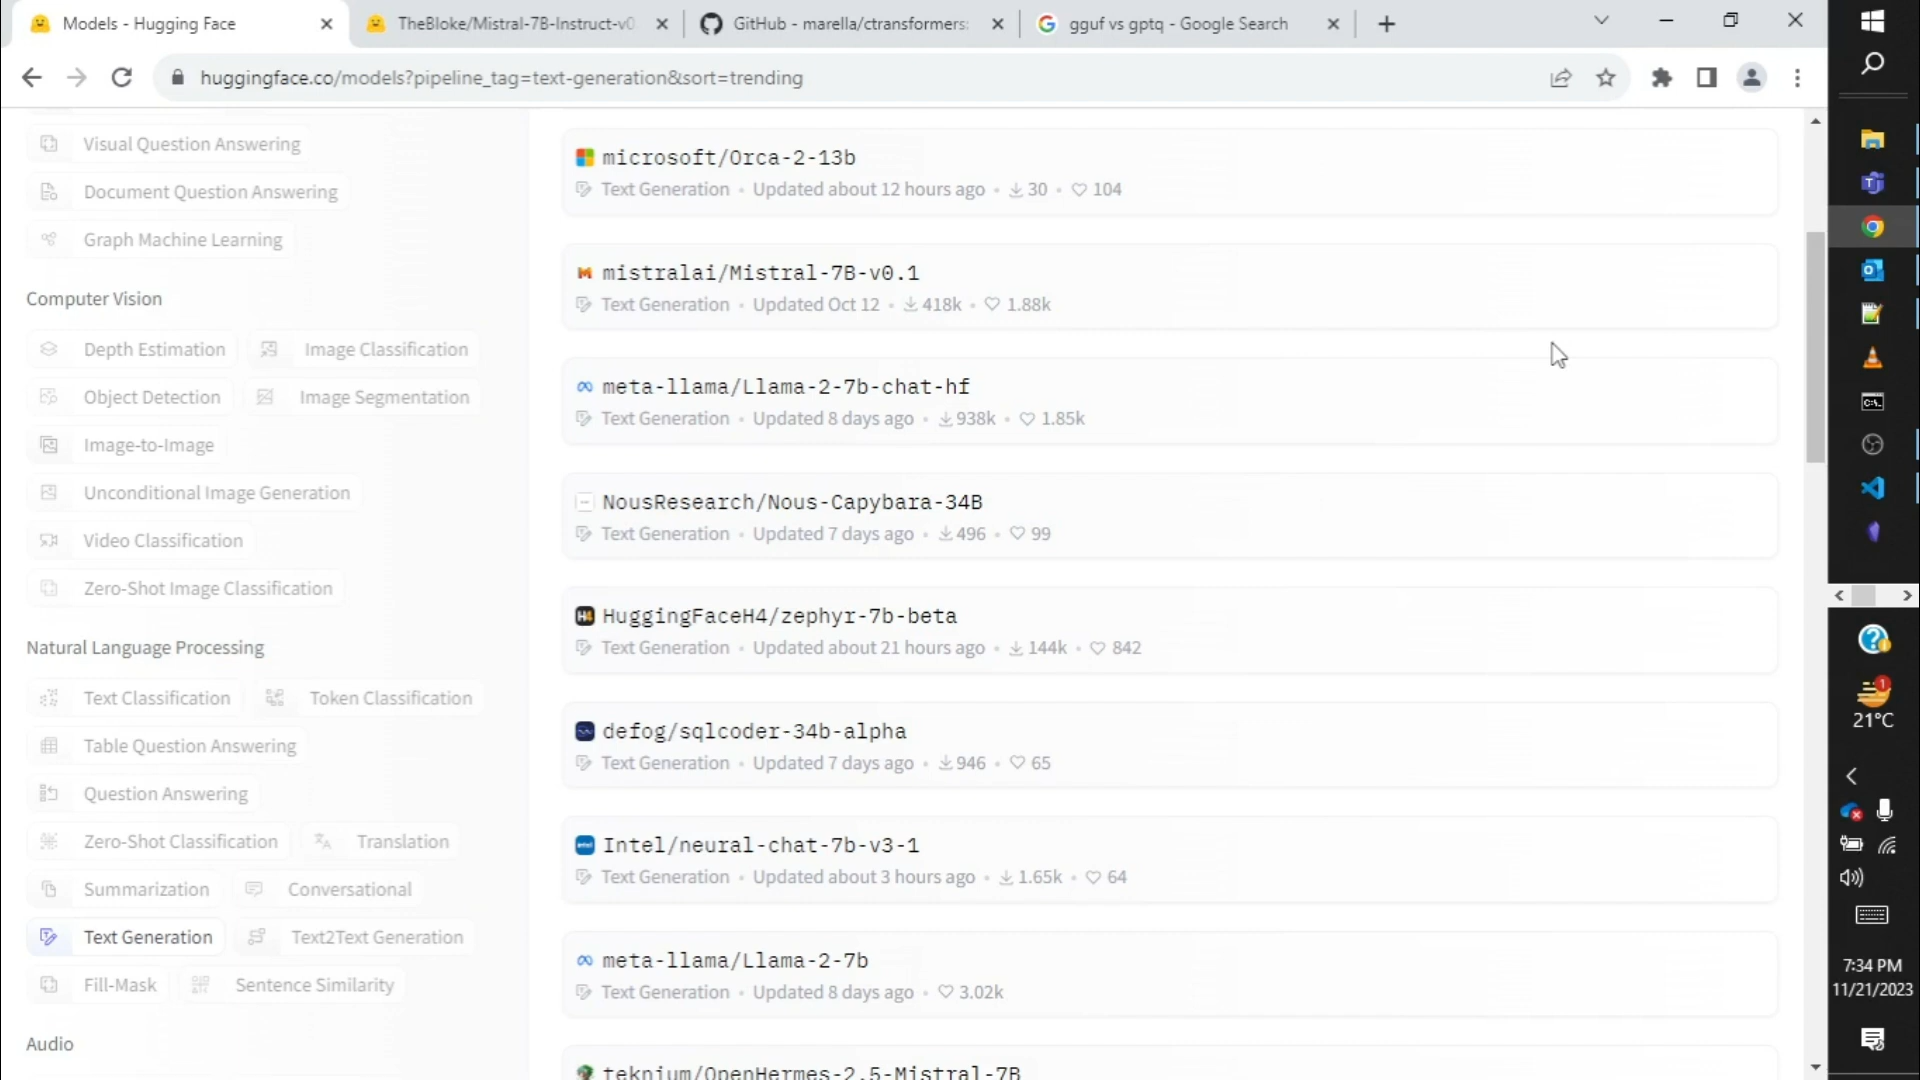 Models - Hugging Face
TheBloke/Mistral-7B-Instruct-v0
GitHub - marella/ctransformers:
gguf vs gptq - Google Search
huggingface.co/models?pipeline_tag=text-generation&sort=trending
Visual Question Answering
Document Question Answering
Graph Machine Learning
Computer Vision
Depth Estimation Image Classification
Object Detection Image Segmentation
Image-to-Image
Unconditional Image Generation
Video Classification
Zero-Shot Image Classification
Natural Language Processing
Text Classification Token Classification
Table Question Answering
Question Answering
Zero-Shot Classification Translation
Summarization Conversational
Text Generation Text2Text Generation
Fill-Mask Sentence Similarity
Audio
microsoft/Orca-2-13b
Text Generation • Updated about 12 hours ago • 30 • 104
mistralai/Mistral-7B-v0.1
Text Generation • Updated Oct 12 • 418k • 1.88k
meta-llama/Llama-2-7b-chat-hf
Text Generation • Updated 8 days ago • 938k • 1.85k
NousResearch/Nous-Capybara-34B
Text Generation • Updated 7 days ago • 496 • 99
HuggingFaceH4/zephyr-7b-beta
Text Generation • Updated about 21 hours ago • 144k • 842
defog/sqlcoder-34b-alpha
Text Generation • Updated 7 days ago • 946 • 65
Intel/neural-chat-7b-v3-1
Text Generation • Updated about 3 hours ago • 1.65k • 64
meta-llama/Llama-2-7b
Text Generation • Updated 8 days ago • 3.02k
teknium/OpenHermes-2.5-Mistral-7B
1
21°C
7:34 PM
11/21/2023